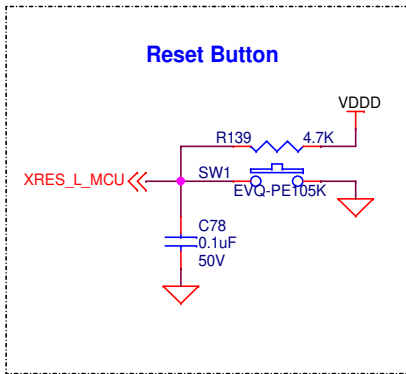 Reset Button
VDDD
R139 4.7K
XRES_L_MCU
SW1
EVQ-PE105K
C78
0.1uF
50V